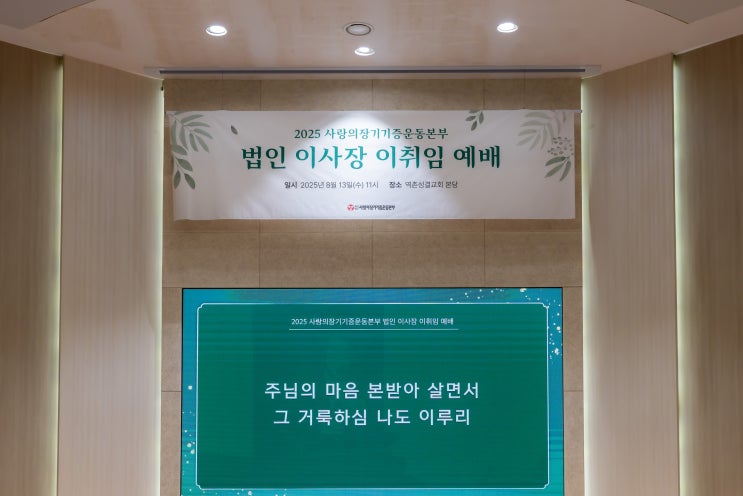 2025 사랑의장기기증운동본부
법인 이사장 이취임 예배
일시 2025년 8월 13일(수) 11시 장소 역촌성결교회 본당
사랑의장기기증운동본부
2025 사랑의장기기증운동본부 법인 이사장 이취임 예배
주님의 마음 본받아 살면서
그 거룩하심 나도 이루리